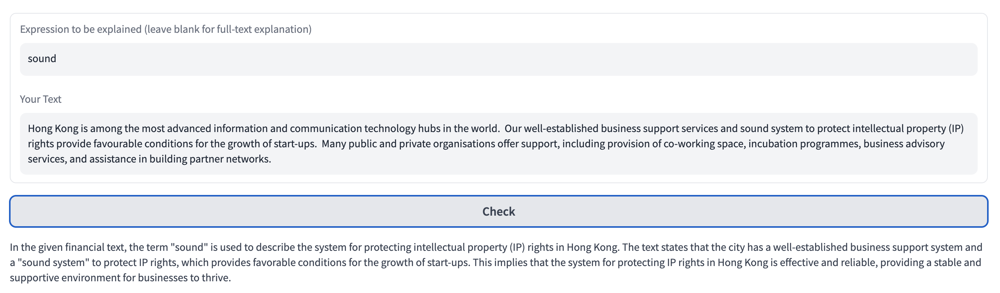 Expression to be explained (leave blank for full-text explanation)
sound
Your Text
Hong Kong is among the most advanced information and communication technology hubs in the world.  Our well-established business support services and sound system to protect intellectual property (IP)
rights provide favourable conditions for the growth of start-ups.  Many public and private organisations offer support, including provision of co-working space, incubation programmes, business advisory
services, and assistance in building partner networks.
Check
In the given financial text, the term "sound" is used to describe the system for protecting intellectual property (IP) rights in Hong Kong. The text states that the city has a well-established business support system and
a "sound system" to protect IP rights, which provides favorable conditions for the growth of start-ups. This implies that the system for protecting IP rights in Hong Kong is effective and reliable, providing a stable and
supportive environment for businesses to thrive.